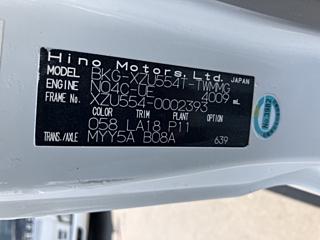 Hino Motors, Ltd. JAPAN
MODEL BKG-XZU554T-TWMMG
ENGINE N04C-UE 4009 mL
FRAME No. XZU554-0002393
COLOR TRIM PLANT OPTION
058 LA18 P11
TRANS./AXLE MYY5A B08A 639